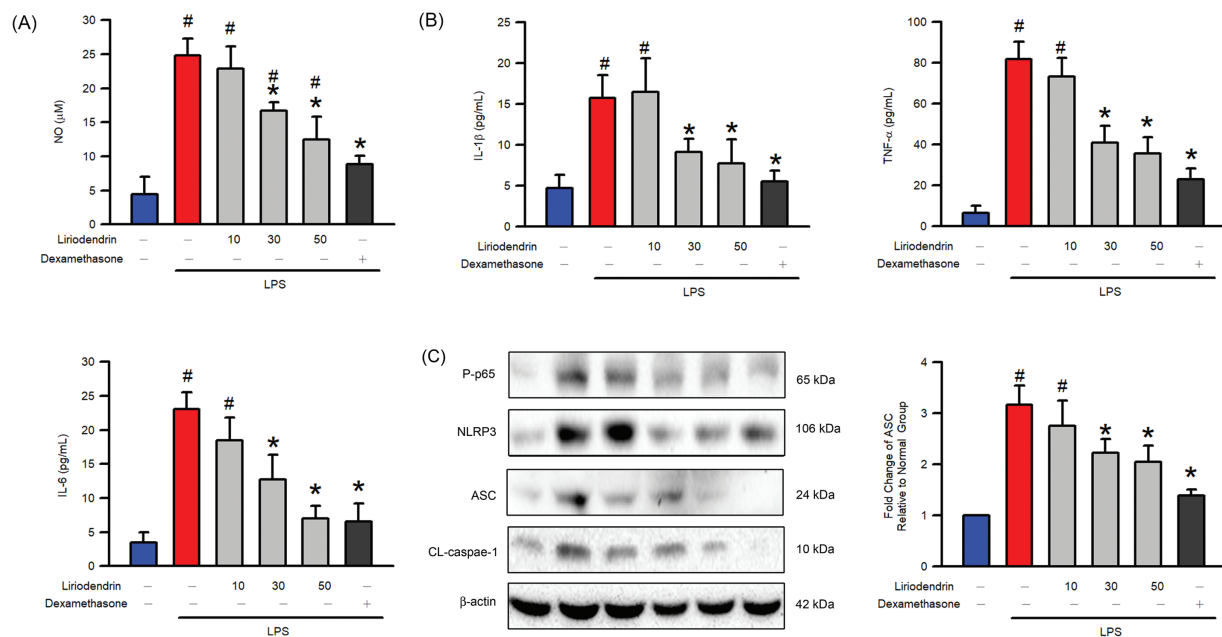 (A)
NO (μM)
30
25
20
15
10
5
0
# # # * # * *
Liriodendrin – – 10 30 50 –
Dexamethasone – – – – – +
LPS
(B)
IL-1β (pg/mL)
25
20
15
10
5
0
# # * * *
Liriodendrin – – 10 30 50 –
Dexamethasone – – – – – +
LPS
TNF-α (pg/mL)
100
80
60
40
20
0
# # * * *
Liriodendrin – – 10 30 50 –
Dexamethasone – – – – – +
LPS
IL-6 (pg/mL)
30
25
20
15
10
5
0
# # * * *
Liriodendrin – – 10 30 50 –
Dexamethasone – – – – – +
LPS
(C)
P-p65 65 kDa
NLRP3 106 kDa
ASC 24 kDa
CL-caspae-1 10 kDa
β-actin 42 kDa
Fold Change of ASC
Relative to Normal Group
4
3
2
1
0
# # * * *
Liriodendrin – – 10 30 50 –
Dexamethasone – – – – – +
LPS